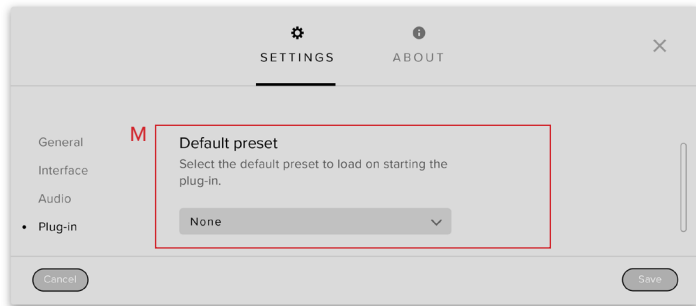 SETTINGS
ABOUT
General
Interface
Audio
Plug-in
M
Default preset
Select the default preset to load on starting the
plug-in.
None
Cancel
Save